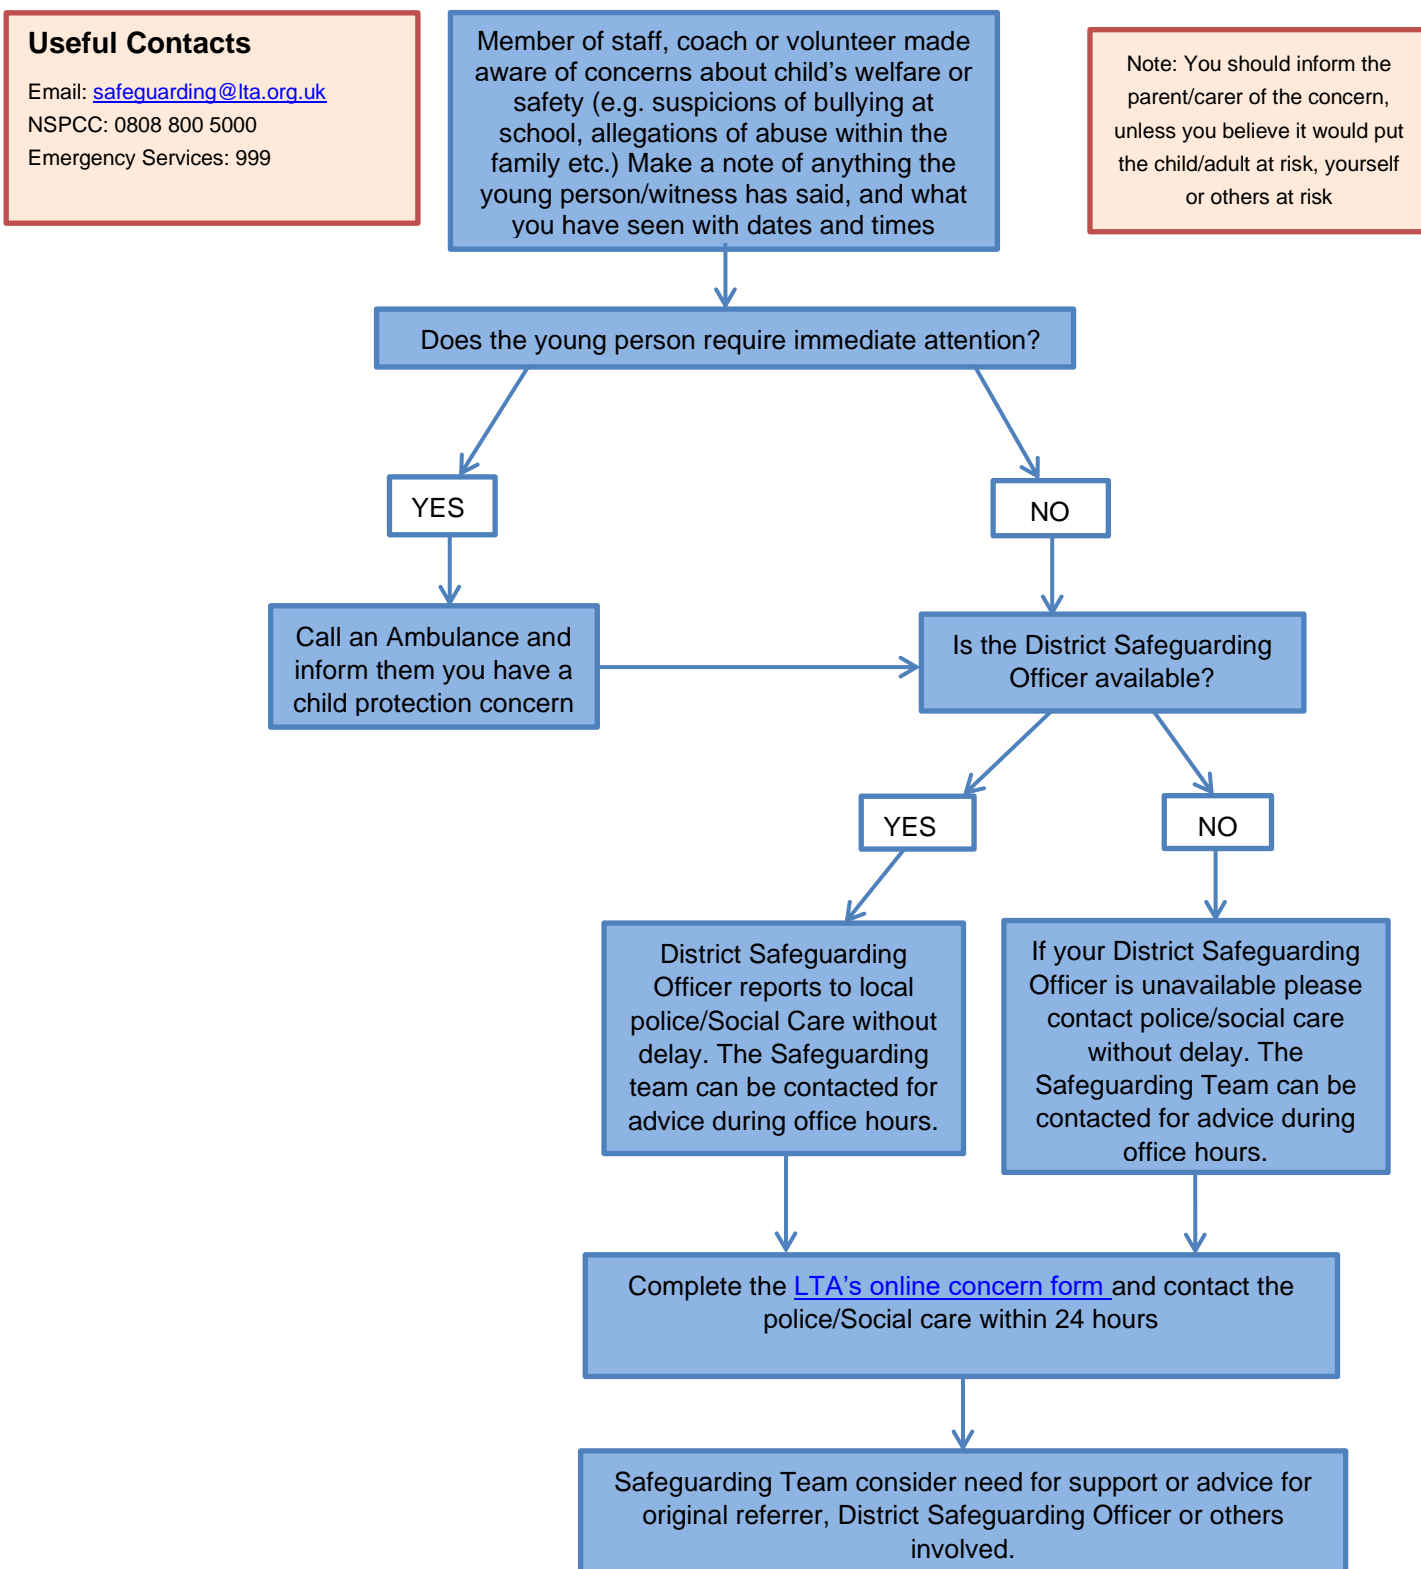 Useful Contacts
Email: safeguarding@lta.org.uk
NSPCC: 0808 800 5000
Emergency Services: 999
Member of staff, coach or volunteer made
aware of concerns about child’s welfare or
safety (e.g. suspicions of bullying at
school, allegations of abuse within the
family etc.) Make a note of anything the
young person/witness has said, and what
you have seen with dates and times
Note: You should inform the
parent/carer of the concern,
unless you believe it would put
the child/adult at risk, yourself
or others at risk
Does the young person require immediate attention?
YES
NO
Call an Ambulance and
inform them you have a
child protection concern
Is the District Safeguarding
Officer available?
YES
NO
District Safeguarding
Officer reports to local
police/Social Care without
delay. The Safeguarding
team can be contacted for
advice during office hours.
If your District Safeguarding
Officer is unavailable please
contact police/social care
without delay. The
Safeguarding Team can be
contacted for advice during
office hours.
Complete the LTA’s online concern form and contact the
police/Social care within 24 hours
Safeguarding Team consider need for support or advice for
original referrer, District Safeguarding Officer or others
involved.